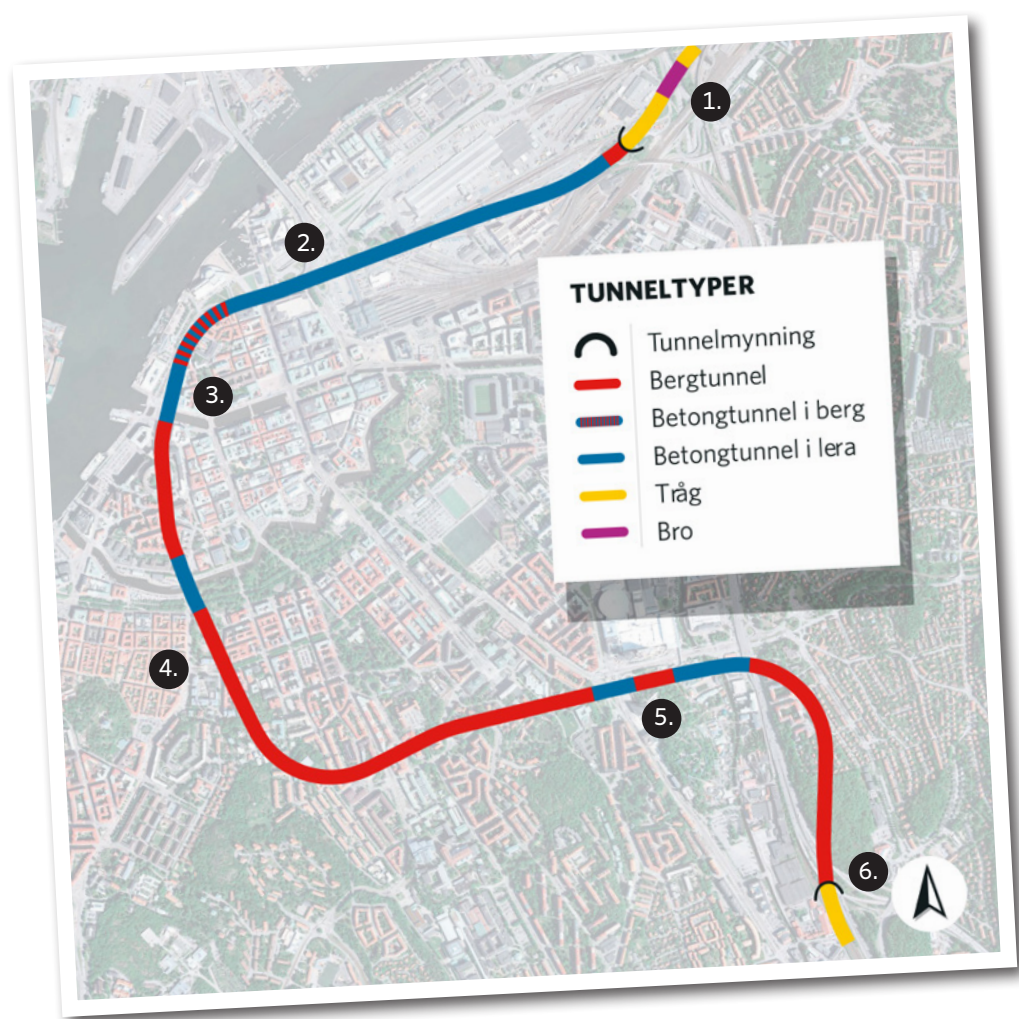 1.
2.
TUNNELTYPER
Tunnelmynning
Bergtunnel
Betongtunnel i berg
Betongtunnel i lera
Tråg
Bro
3.
4.
5.
6.